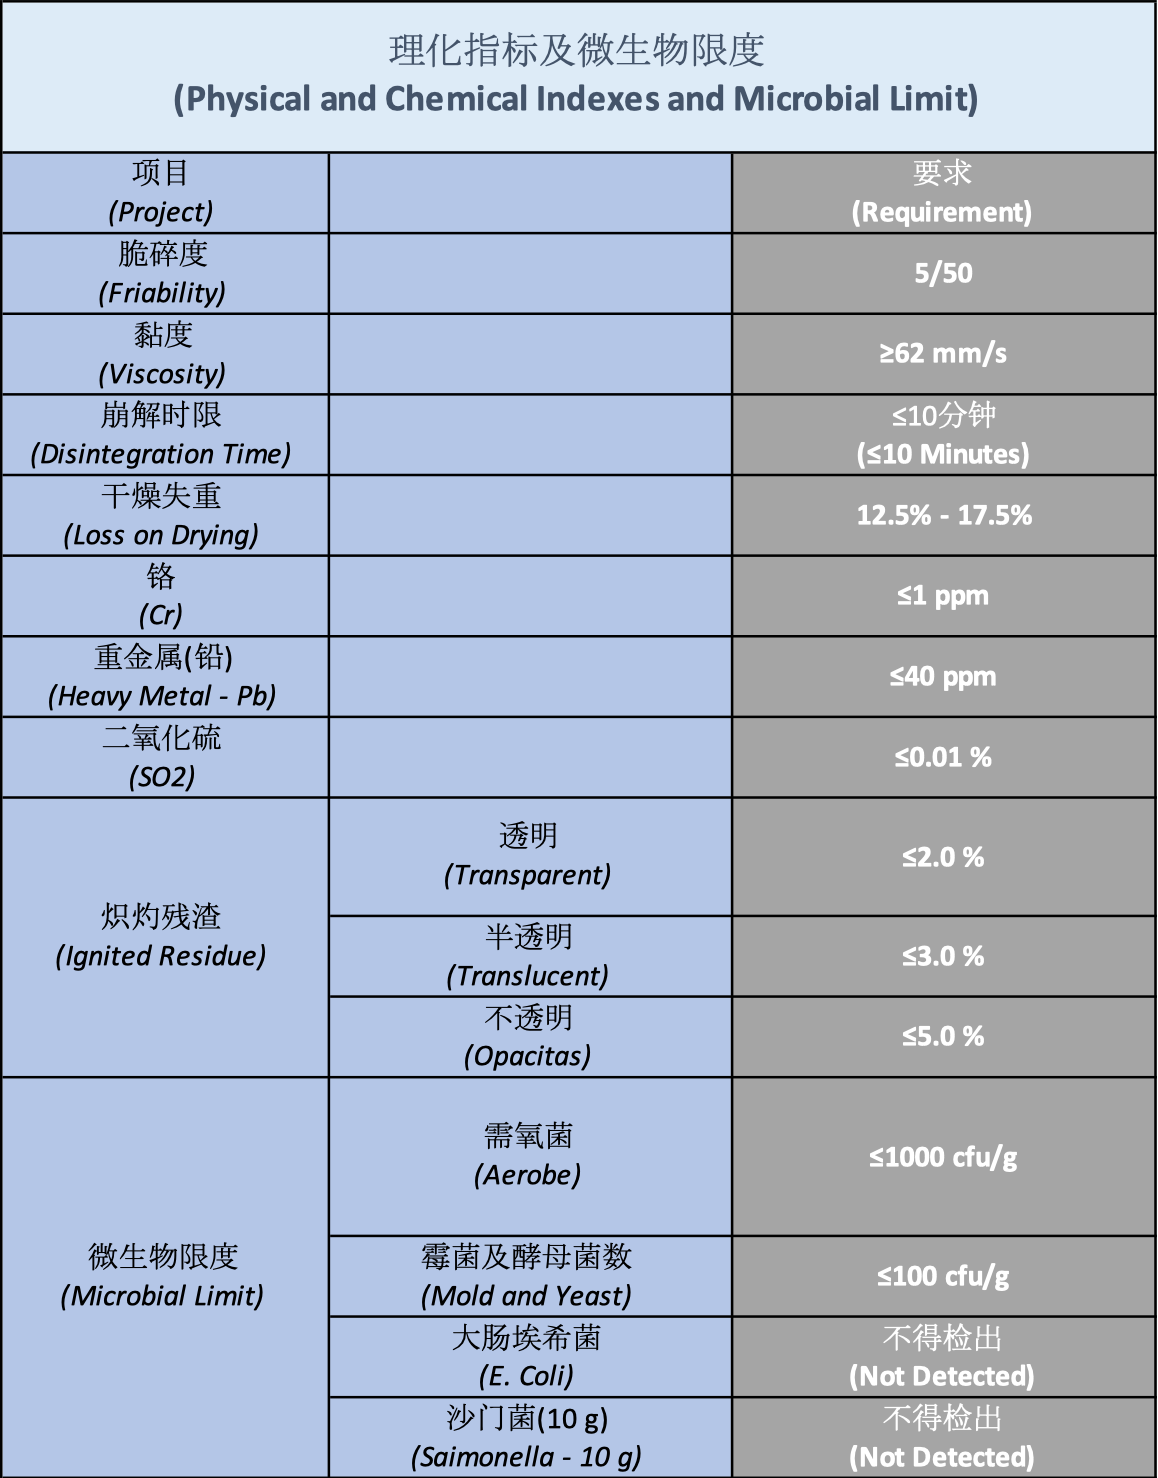 理化指标及微生物限度
(Physical and Chemical Indexes and Microbial Limit)
项目
(Project)
要求
(Requirement)
脆碎度
(Friability)
5/50
黏度
(Viscosity)
≥62 mm/s
崩解时限
(Disintegration Time)
≤10分钟
(≤10 Minutes)
干燥失重
(Loss on Drying)
12.5% - 17.5%
铬
(Cr)
≤1 ppm
重金属(铅)
(Heavy Metal - Pb)
≤40 ppm
二氧化硫
(SO2)
≤0.01 %
炽灼残渣
(Ignited Residue)
透明
(Transparent)
≤2.0 %
半透明
(Translucent)
≤3.0 %
不透明
(Opacitas)
≤5.0 %
微生物限度
(Microbial Limit)
需氧菌
(Aerobe)
≤1000 cfu/g
霉菌及酵母菌数
(Mold and Yeast)
≤100 cfu/g
大肠埃希菌
(E. Coli)
不得检出
(Not Detected)
沙门菌(10 g)
(Saimonella - 10 g)
不得检出
(Not Detected)